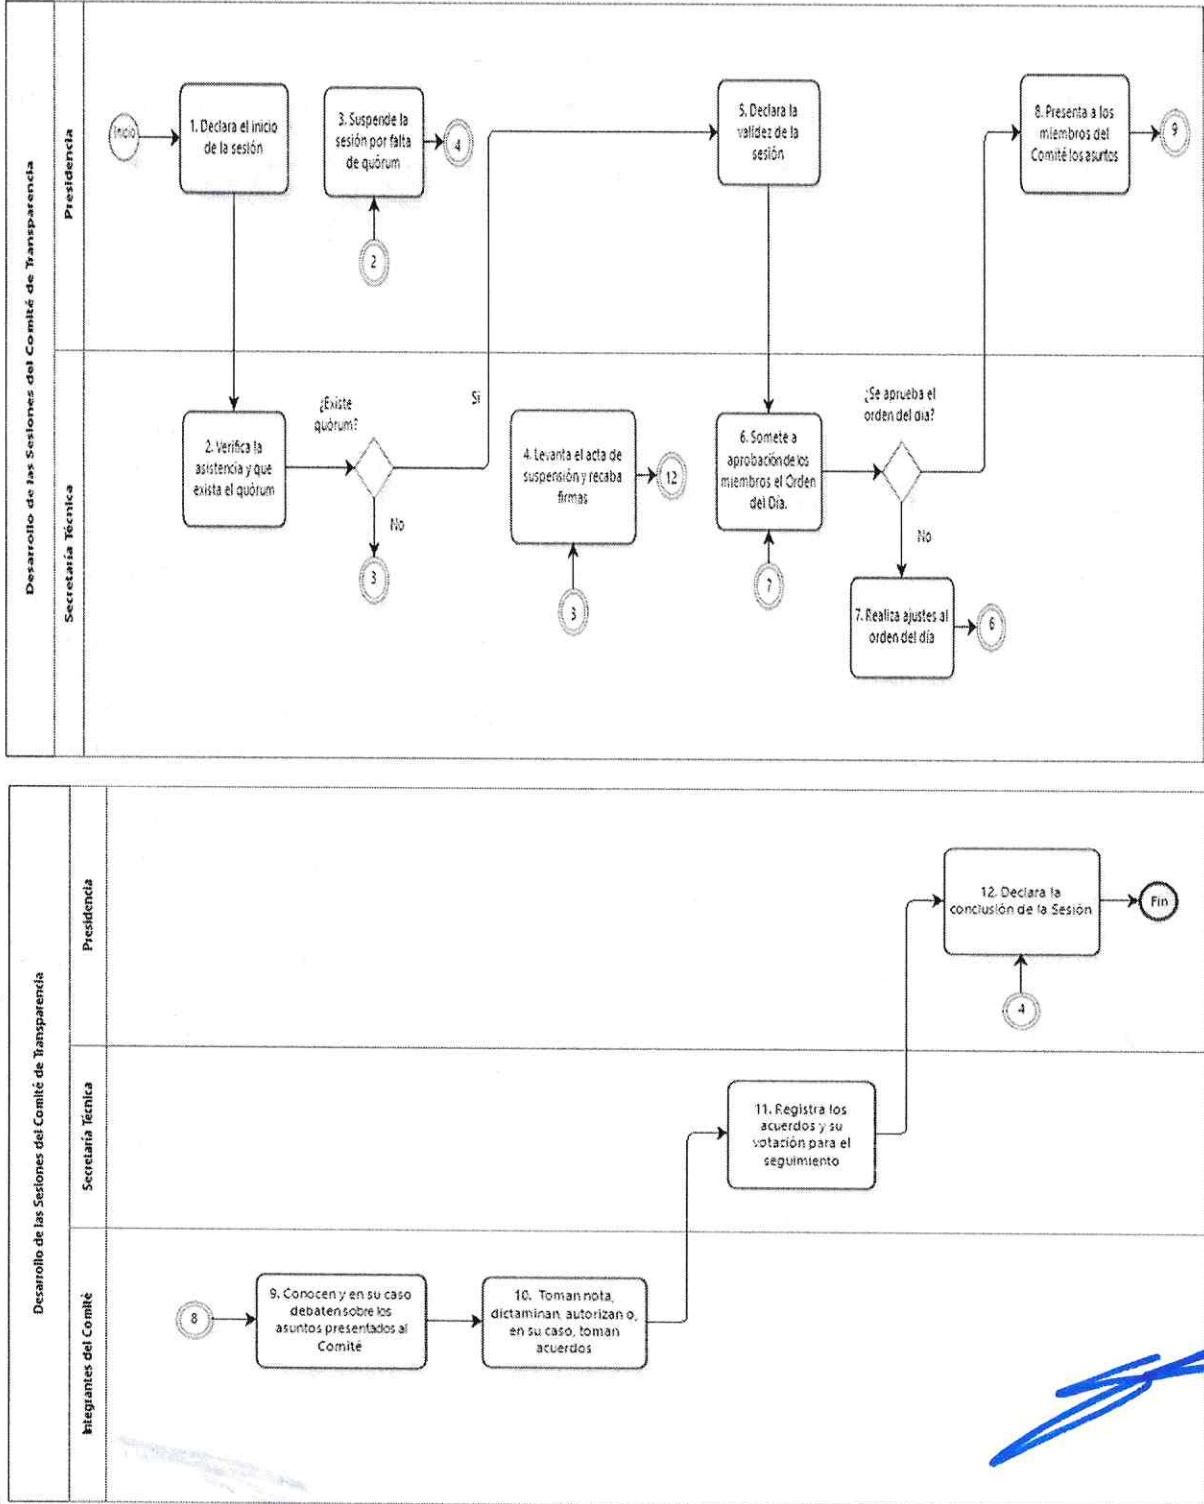 Desarrollo de las Sesiones del Comité de Transparencia
Presidencia
Inicio
1. Declara el inicio
de la sesión
3. Suspende la
sesión por falta
de quórum
4
2
5. Declara la
validez de la
sesión
8. Presenta a los
miembros del
Comité los asuntos
9
Secretaría Técnica
2. Verifica la
asistencia y que
exista el quórum
¿Existe
quórum?
Si
No
3
4. Levanta el acta de
suspensión y recaba
firmas
12
3
6. Somete a
aprobación de los
miembros el Orden
del Día.
7
¿Se aprueba el
orden del día?
No
7. Realiza ajustes al
orden del día
6
Desarrollo de las Sesiones del Comité de Transparencia
Presidencia
12. Declara la
conclusión de la Sesión
Fin
4
Secretaría Técnica
11. Registra los
acuerdos y su
votación para el
seguimiento
Integrantes del Comité
8
9. Conocen y en su caso
debaten sobre los
asuntos presentados al
Comité
10. Toman nota,
dictaminan, autorizan o,
en su caso, toman
acuerdos